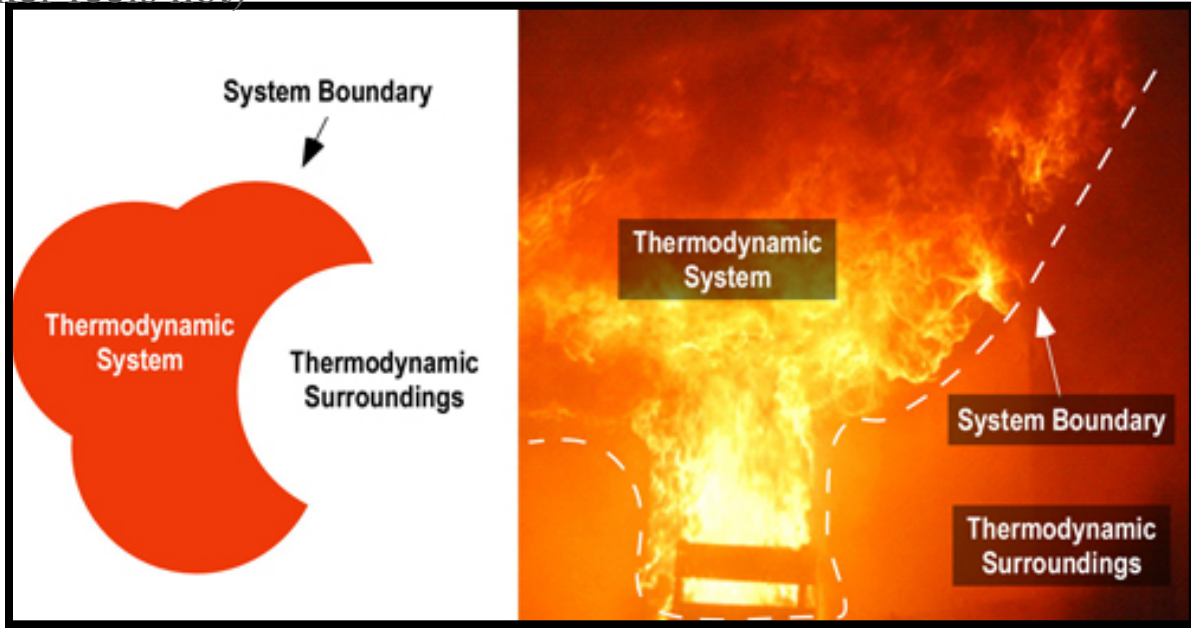 System Boundary
Thermodynamic
System
Thermodynamic
Surroundings
Thermodynamic
System
System Boundary
Thermodynamic
Surroundings